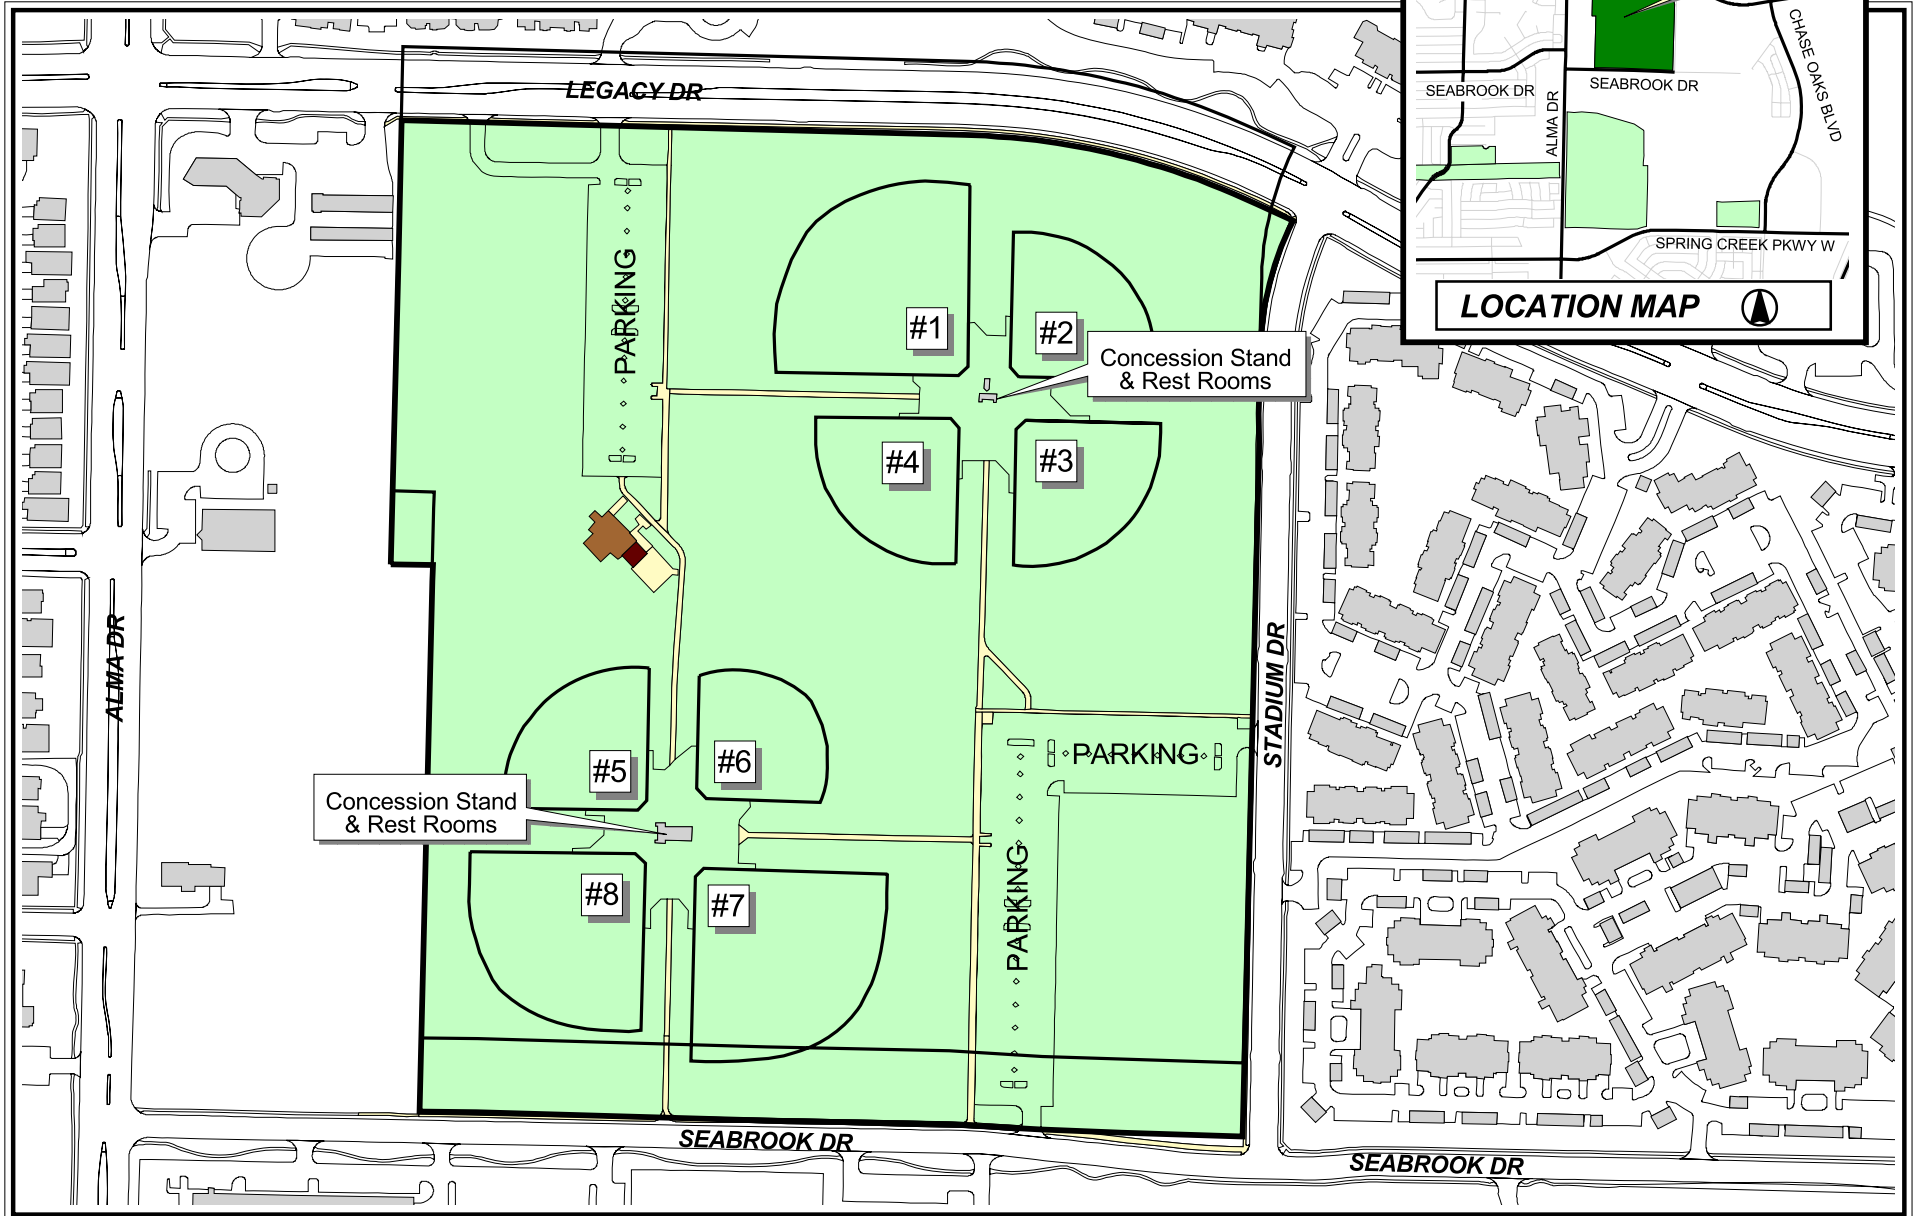 LEGACY DR
CHASE OAKS BLVD
SEABROOK DR
SEABROOK DR
ALMA DR
SPRING CREEK PKWY W
LOCATION MAP
PARKING
#1
#2
Concession Stand
& Rest Rooms
#4
#3
ALMA DR
STADIUM DR
#5
#6
PARKING
Concession Stand
& Rest Rooms
PARKING
#8
#7
SEABROOK DR
SEABROOK DR